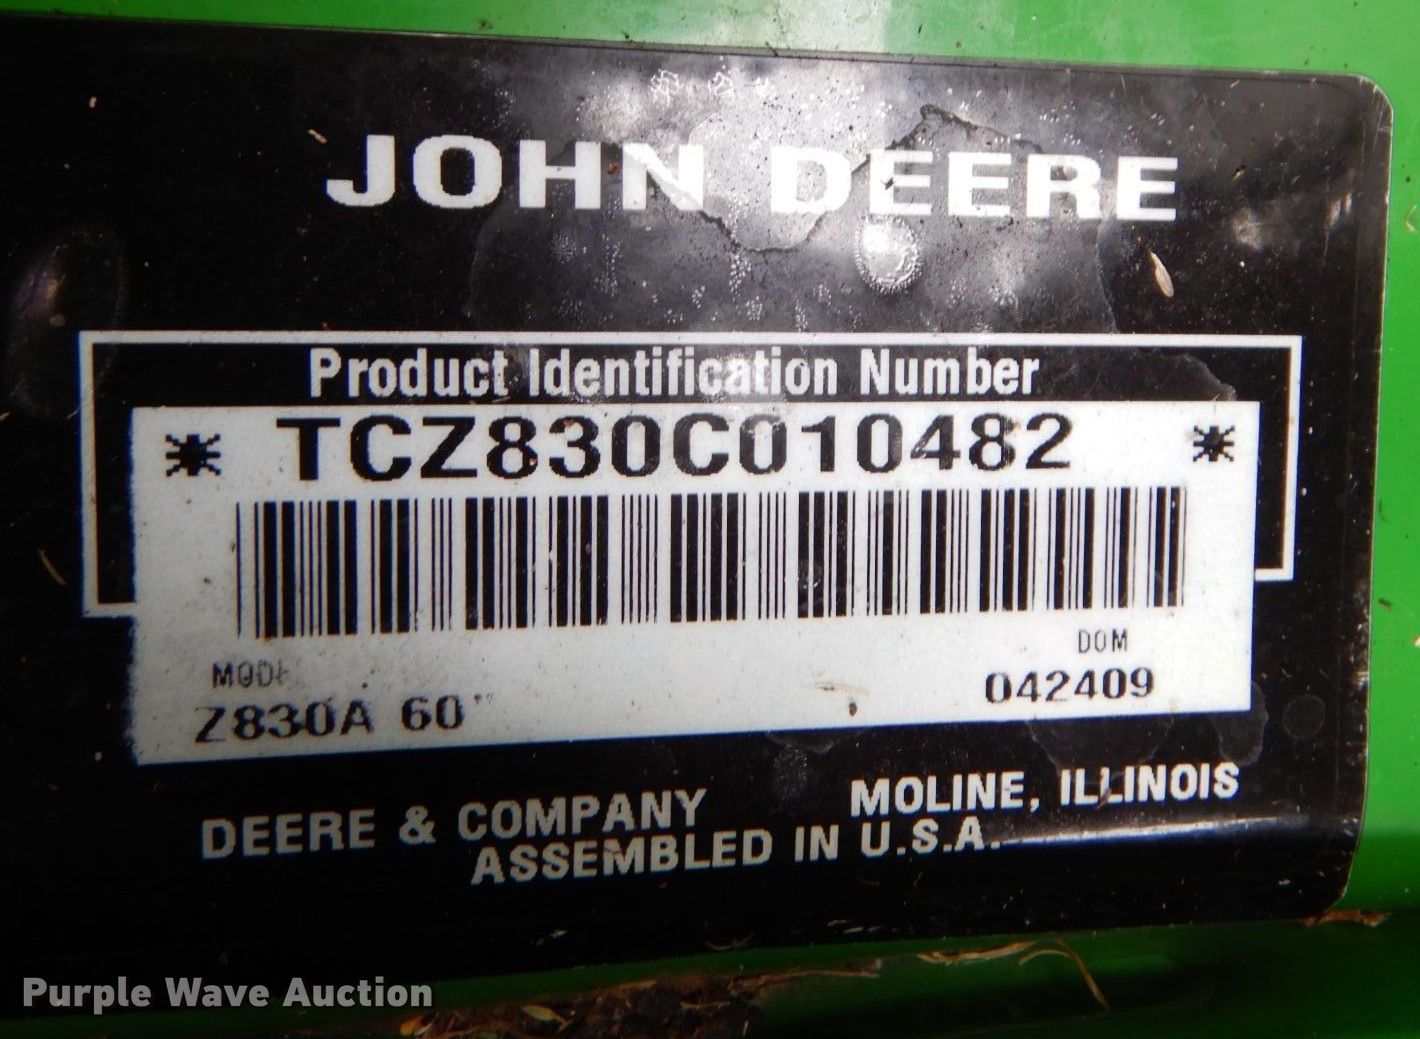 JOHN DEERE
Product Identification Number
* TCZ830C010482 *
DOM
Z830A 60"
042409
DEERE & COMPANY MOLINE, ILLINOIS
ASSEMBLED IN U.S.A.
Purple Wave Auction